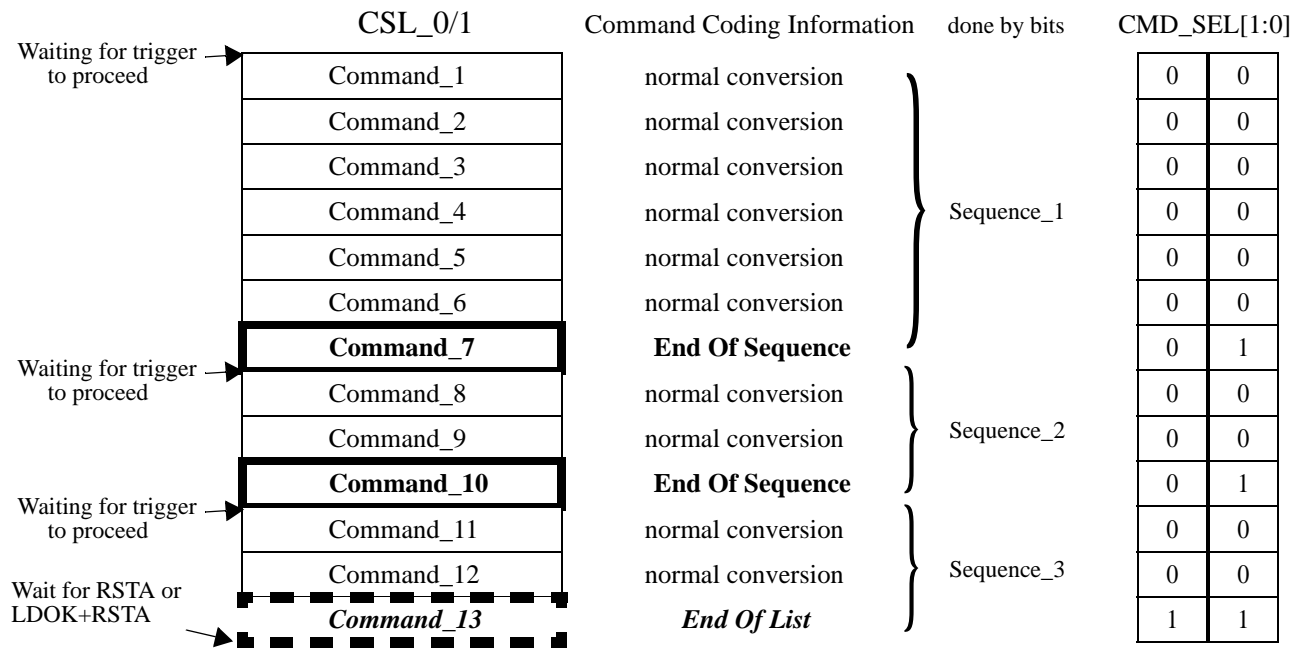 CSL_0/1 Command Coding Information done by bits CMD_SEL[1:0]
Waiting for trigger
to proceed
Command_1 normal conversion 0 0
Command_2 normal conversion 0 0
Command_3 normal conversion 0 0
Command_4 normal conversion Sequence_1 0 0
Command_5 normal conversion 0 0
Command_6 normal conversion 0 0
Command_7 End Of Sequence 0 1
Waiting for trigger
to proceed
Command_8 normal conversion 0 0
Command_9 normal conversion Sequence_2 0 0
Command_10 End Of Sequence 0 1
Waiting for trigger
to proceed
Command_11 normal conversion 0 0
Command_12 normal conversion Sequence_3 0 0
Wait for RSTA or
LDOK+RSTA
Command_13 End Of List 1 1